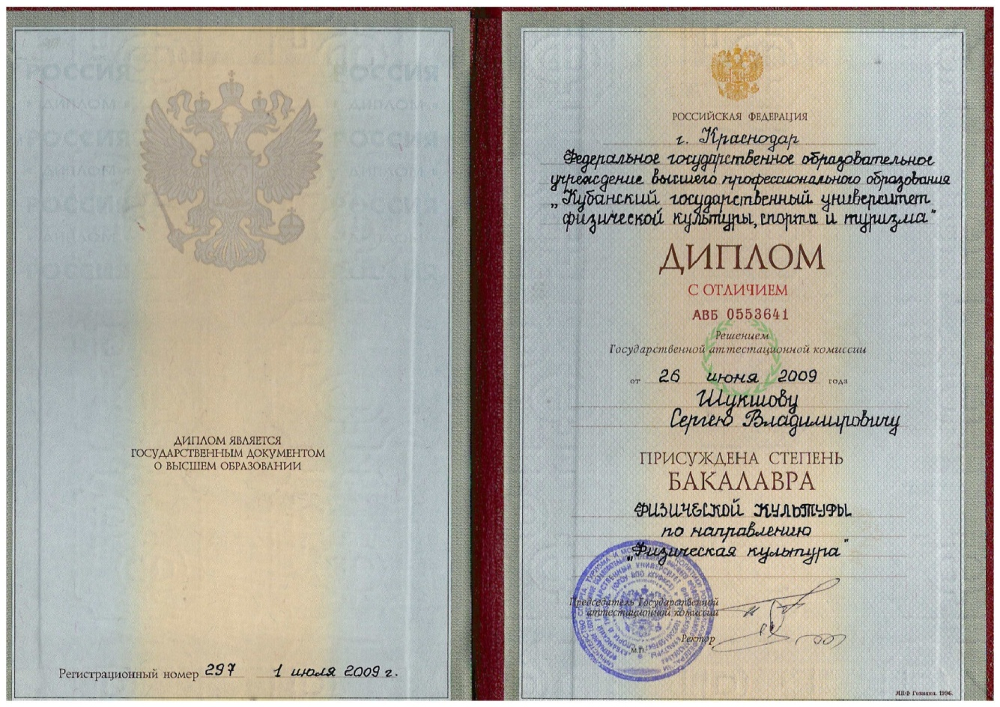 ДИПЛОМ ЯВЛЯЕТСЯ
ГОСУДАРСТВЕННЫМ ДОКУМЕНТОМ
О ВЫСШЕМ ОБРАЗОВАНИИ
Регистрационный номер 297 1 июля 2009 г.
РОССИЙСКАЯ ФЕДЕРАЦИЯ
г. Краснодар
Федеральное государственное образовательное
учреждение высшего профессионального образования
„Кубанский государственный университет
физической культуры, спорта и туризма"
ДИПЛОМ
С ОТЛИЧИЕМ
АВБ 0553641
Решением
Государственной аттестационной комиссии
от 26 июня 2009 года
Шукшову
Сергею Владимировичу
ПРИСУЖДЕНА СТЕПЕНЬ
БАКАЛАВРА
ФИЗИЧЕСКОЙ КУЛЬТУРЫ
по направлению
„Физическая культура"
Председатель Государственной
аттестационной комиссии
Ректор
М.П.
МПФ Гознака. 1996.